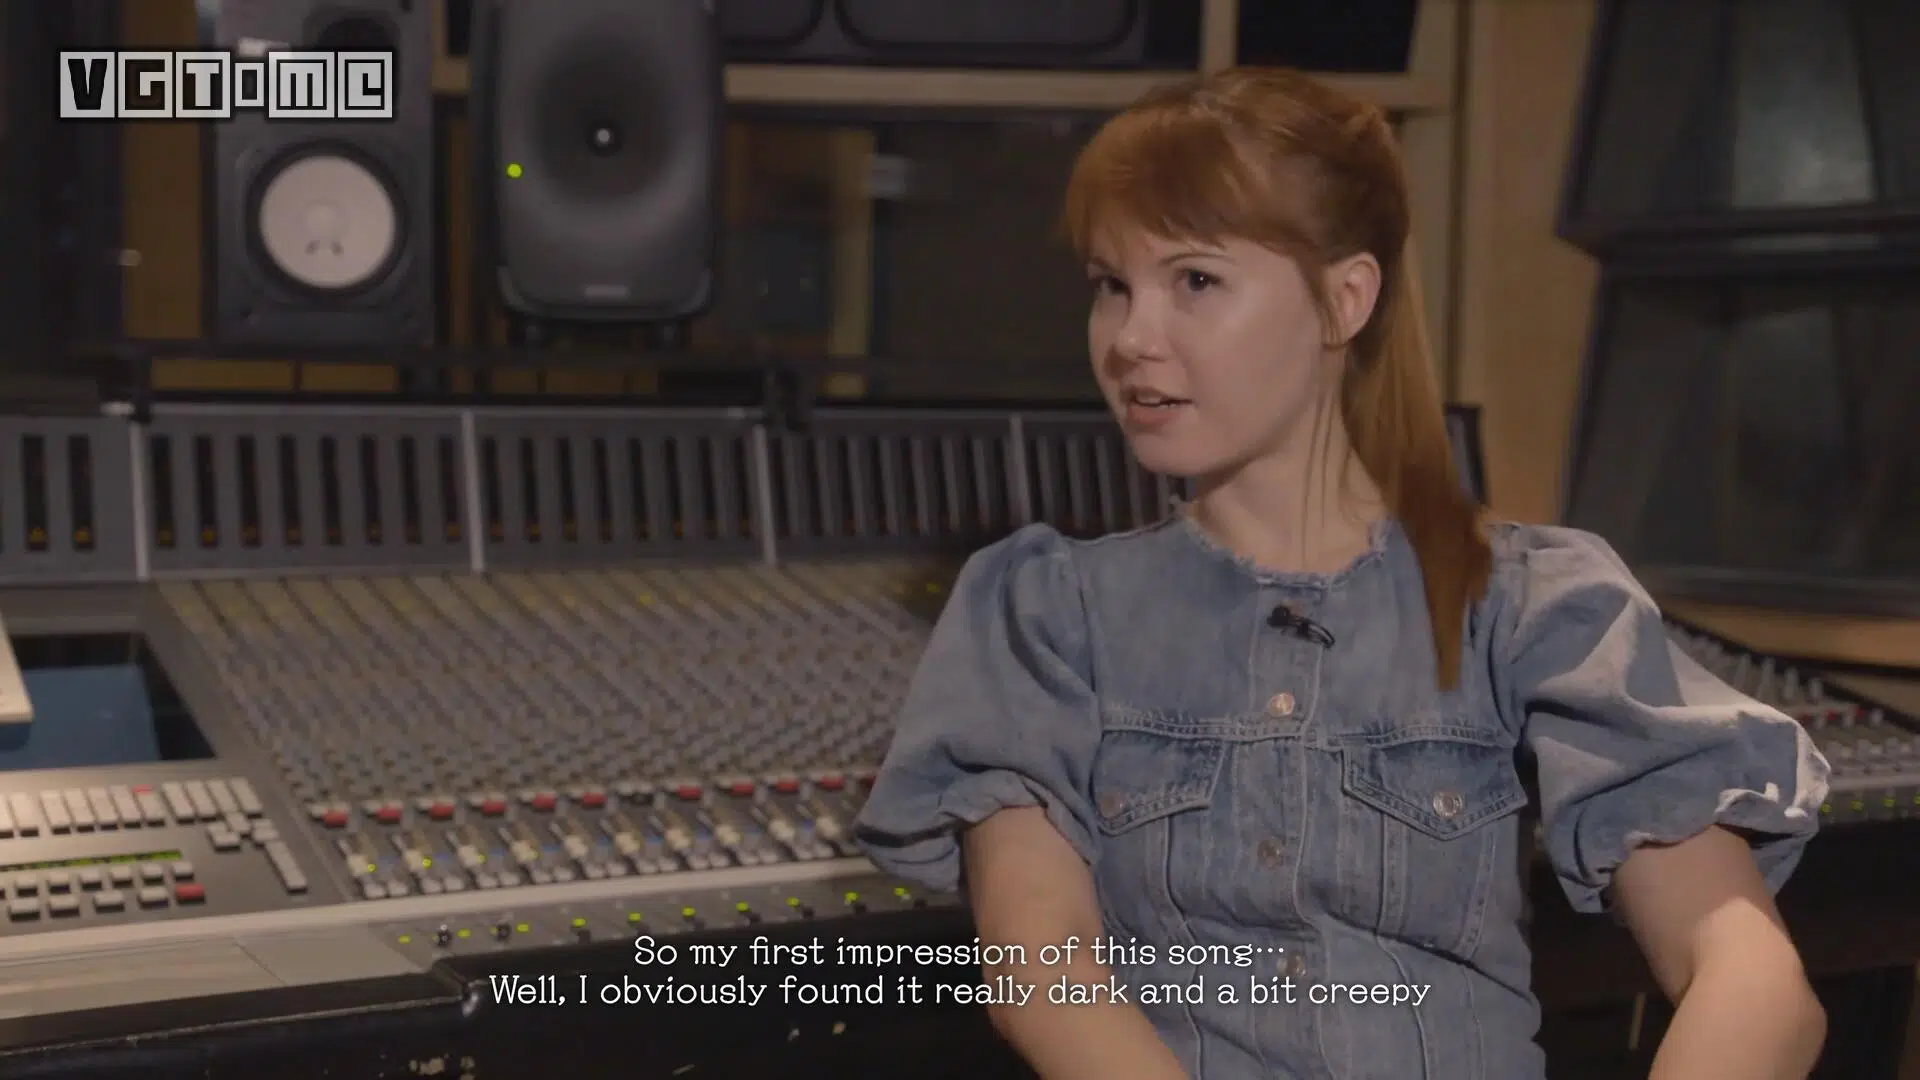 VGTIME
So my first impression of this song…
Well, I obviously found it really dark and a bit creepy